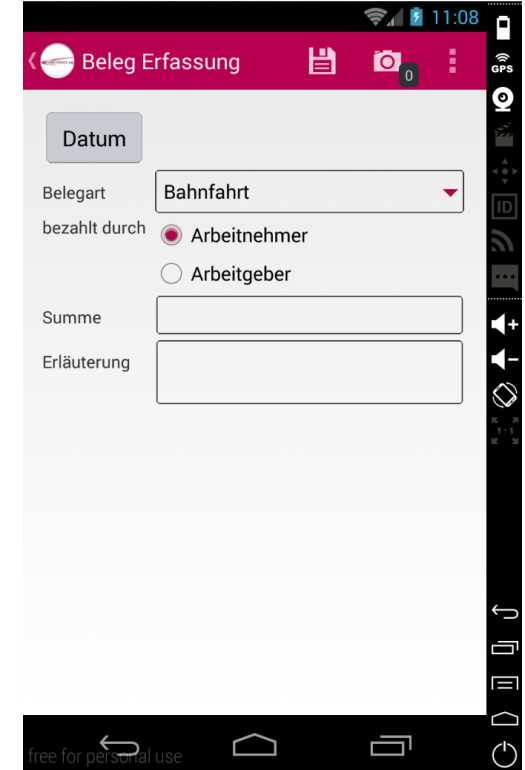 11:08
Beleg Erfassung
0
GPS
Datum
Belegart
Bahnfahrt
bezahlt durch
Arbeitnehmer
Arbeitgeber
ID
Summe
Erläuterung
1:1
free for personal use